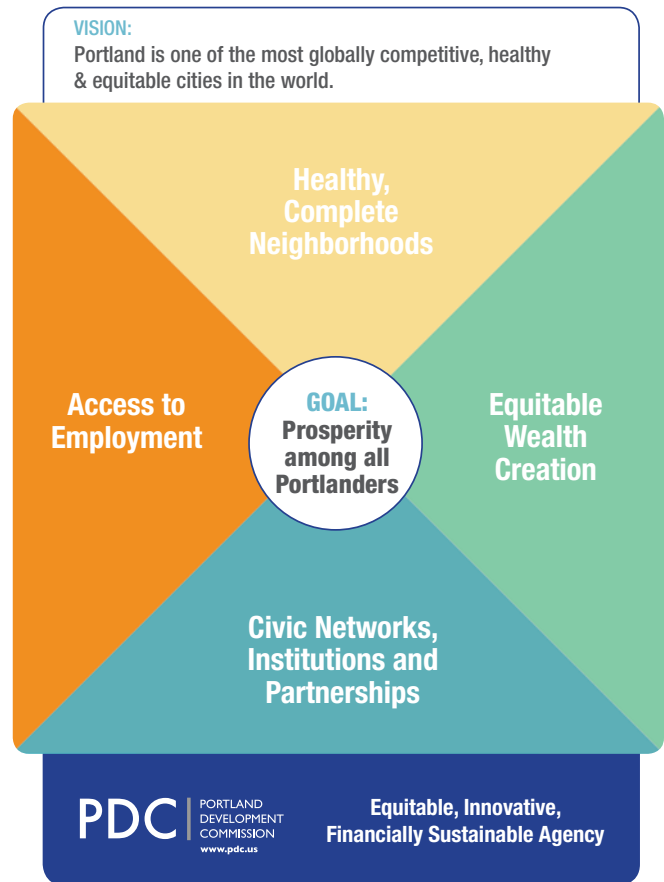 VISION:
Portland is one of the most globally competitive, healthy
& equitable cities in the world.
Healthy,
Complete
Neighborhoods
Access to
Employment
GOAL:
Prosperity
among all
Portlanders
Equitable
Wealth
Creation
Civic Networks,
Institutions and
Partnerships
PDC
PORTLAND
DEVELOPMENT
COMMISSION
www.pdc.us
Equitable, Innovative,
Financially Sustainable Agency